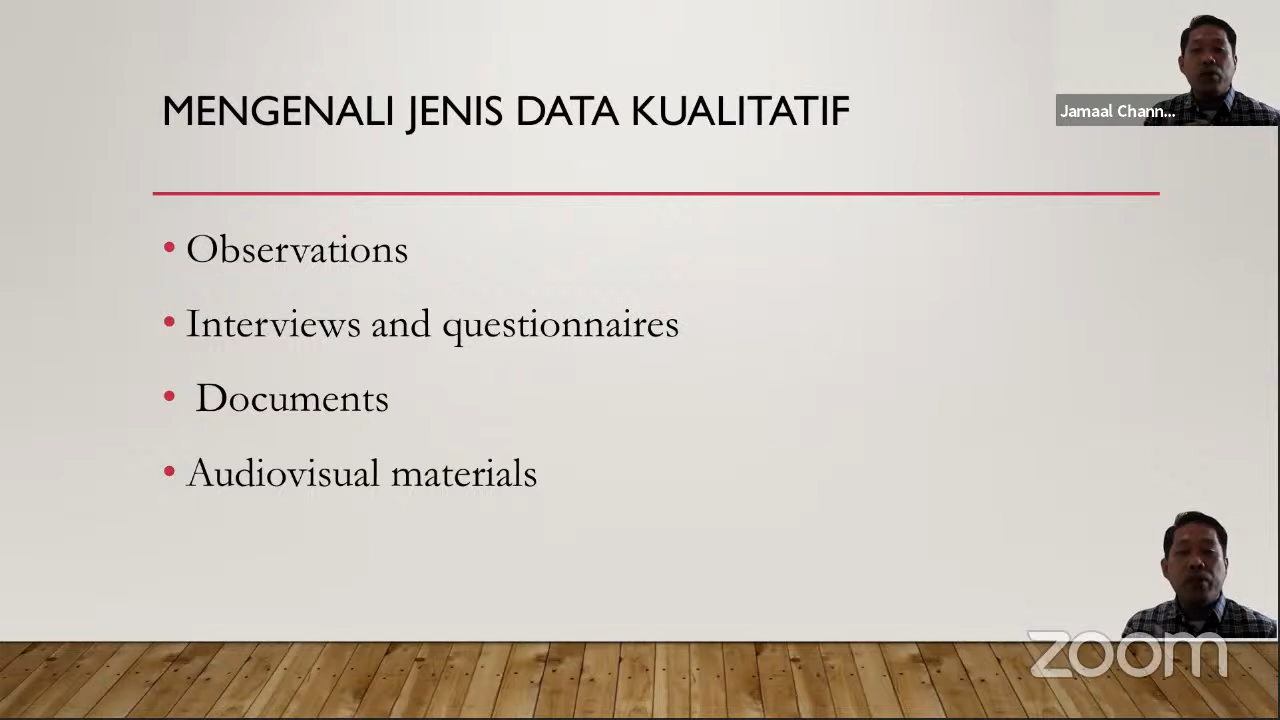 MENGENALI JENIS DATA KUALITATIF
Jamaal Chann...
• Observations
• Interviews and questionnaires
• Documents
• Audiovisual materials
zoom